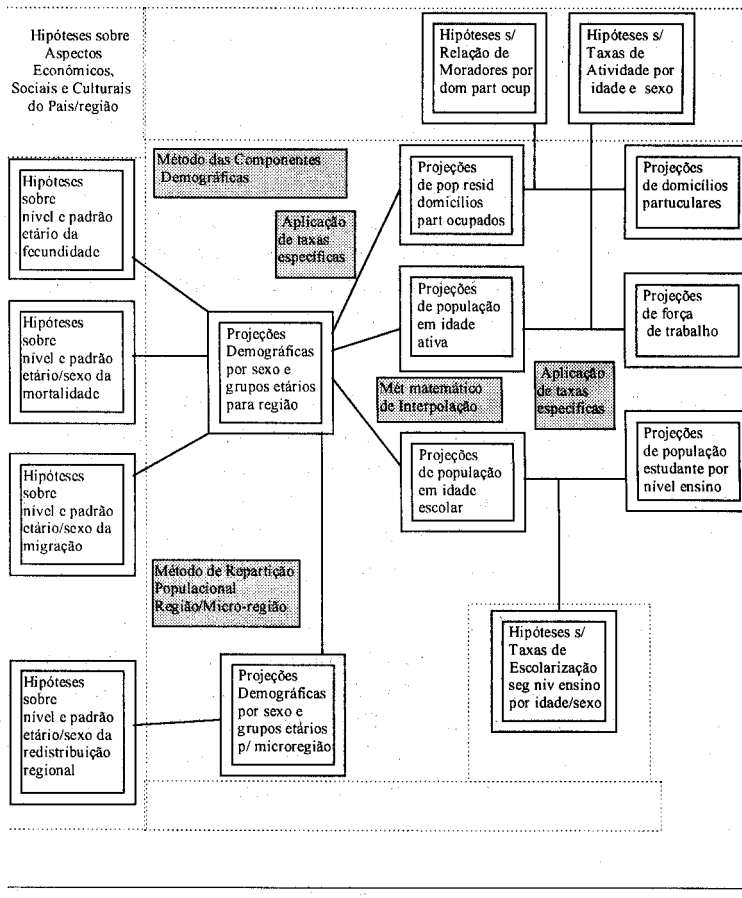 Hipóteses sobre
Aspectos
Econômicos,
Sociais e Culturais
do Pais/região
Hipóteses s/
Relação de
Moradores por
dom part ocup
Hipóteses s/
Taxas de
Atividade por
idade e sexo
Método das Componentes
Demográficas
Aplicação
de taxas
específicas
Hipóteses
sobre
nível e padrão
etário da
fecundidade
Projeções
de pop resid
domicílios
part ocupados
Projeções
de domicílios
partuculares
Hipóteses
sobre
nível e padrão
etário/sexo da
mortalidade
Projeções
Demográficas
por sexo e
grupos etários
para região
Projeções
de população
em idade
ativa
Projeções
de força
de trabalho
Mét matemático
de Interpolação
Aplicação
de taxas
específicas
Hipóteses
sobre
nível e padrão
etário/sexo da
migração
Projeções
de população
em idade
escolar
Projeções
de população
estudante por
nível ensino
Método de Repartição
Populacional
Região/Micro-região
Hipóteses
sobre
nível e padrão
etário/sexo da
redistribuição
regional
Projeções
Demográficas
por sexo e
grupos etários
p/ microregião
Hipóteses s/
Taxas de
Escolarização
seg niv ensino
por idade/sexo